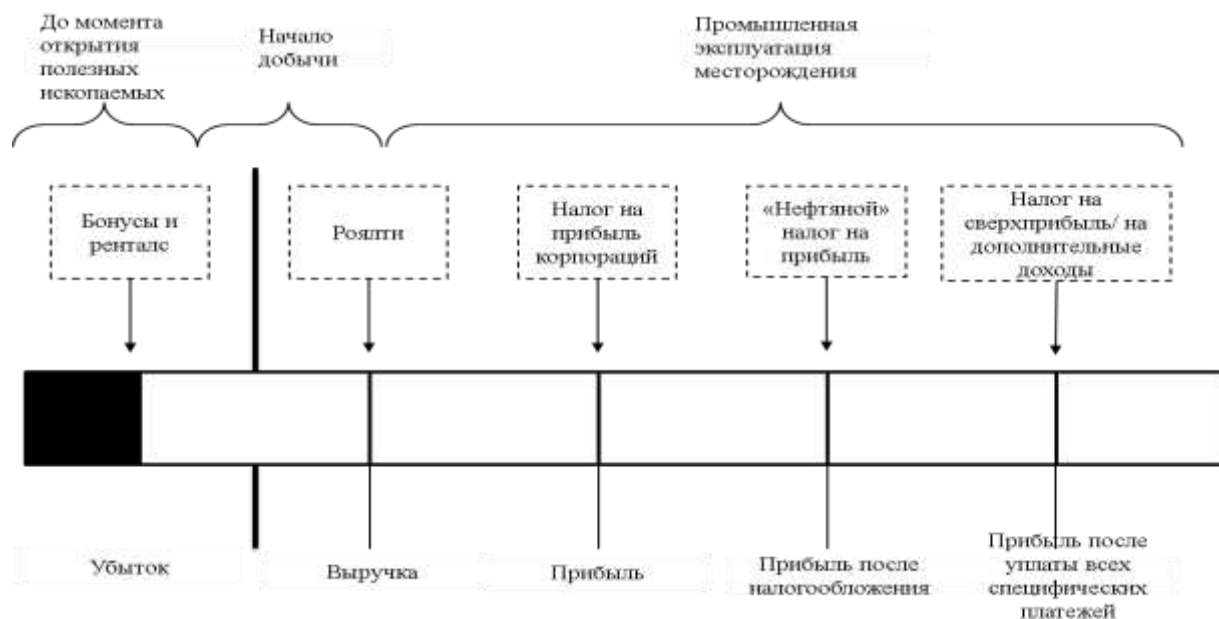 До момента
открытия
полезных
ископаемых
Начало
добычи
Промышленная
эксплуатация
месторождения
Бонусы и
ренталс
Роялти
Налог на
прибыль
корпораций
«Нефтяной»
налог на
прибыль
Налог на
сверхприбыль/ на
дополнительные
доходы
Убыток
Выручка
Прибыль
Прибыль после
налогообложения
Прибыль после
уплаты всех
специфических
платежей